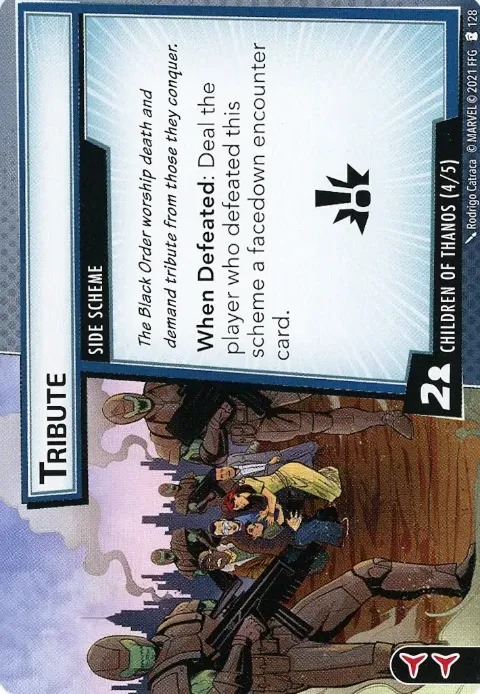 TRIBUTE
SIDE SCHEME
The Black Order worship death and
demand tribute from those they conquer.
When Defeated: Deal the
player who defeated this
scheme a facedown encounter
card.
2
CHILDREN OF THANOS (4/5)
Rodrigo Catraca © MARVEL © 2021 FFG 128